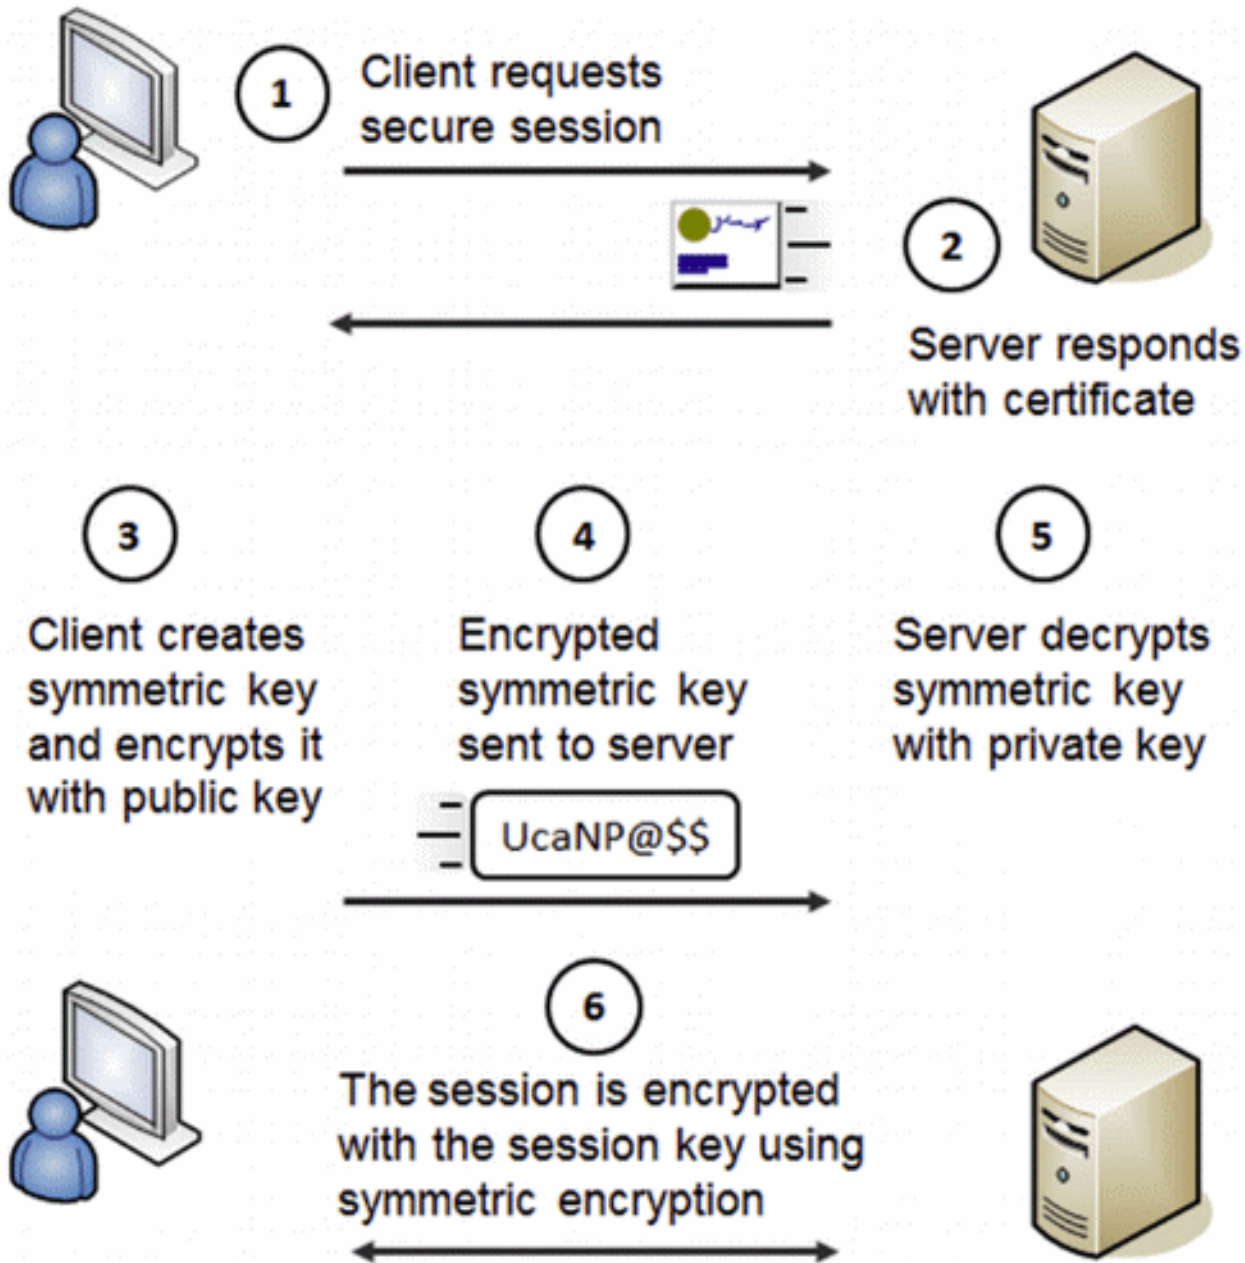 1
Client requests
secure session
2
Server responds
with certificate
3
Client creates
symmetric key
and encrypts it
with public key
4
Encrypted
symmetric key
sent to server
UcaNP@$$
5
Server decrypts
symmetric key
with private key
6
The session is encrypted
with the session key using
symmetric encryption